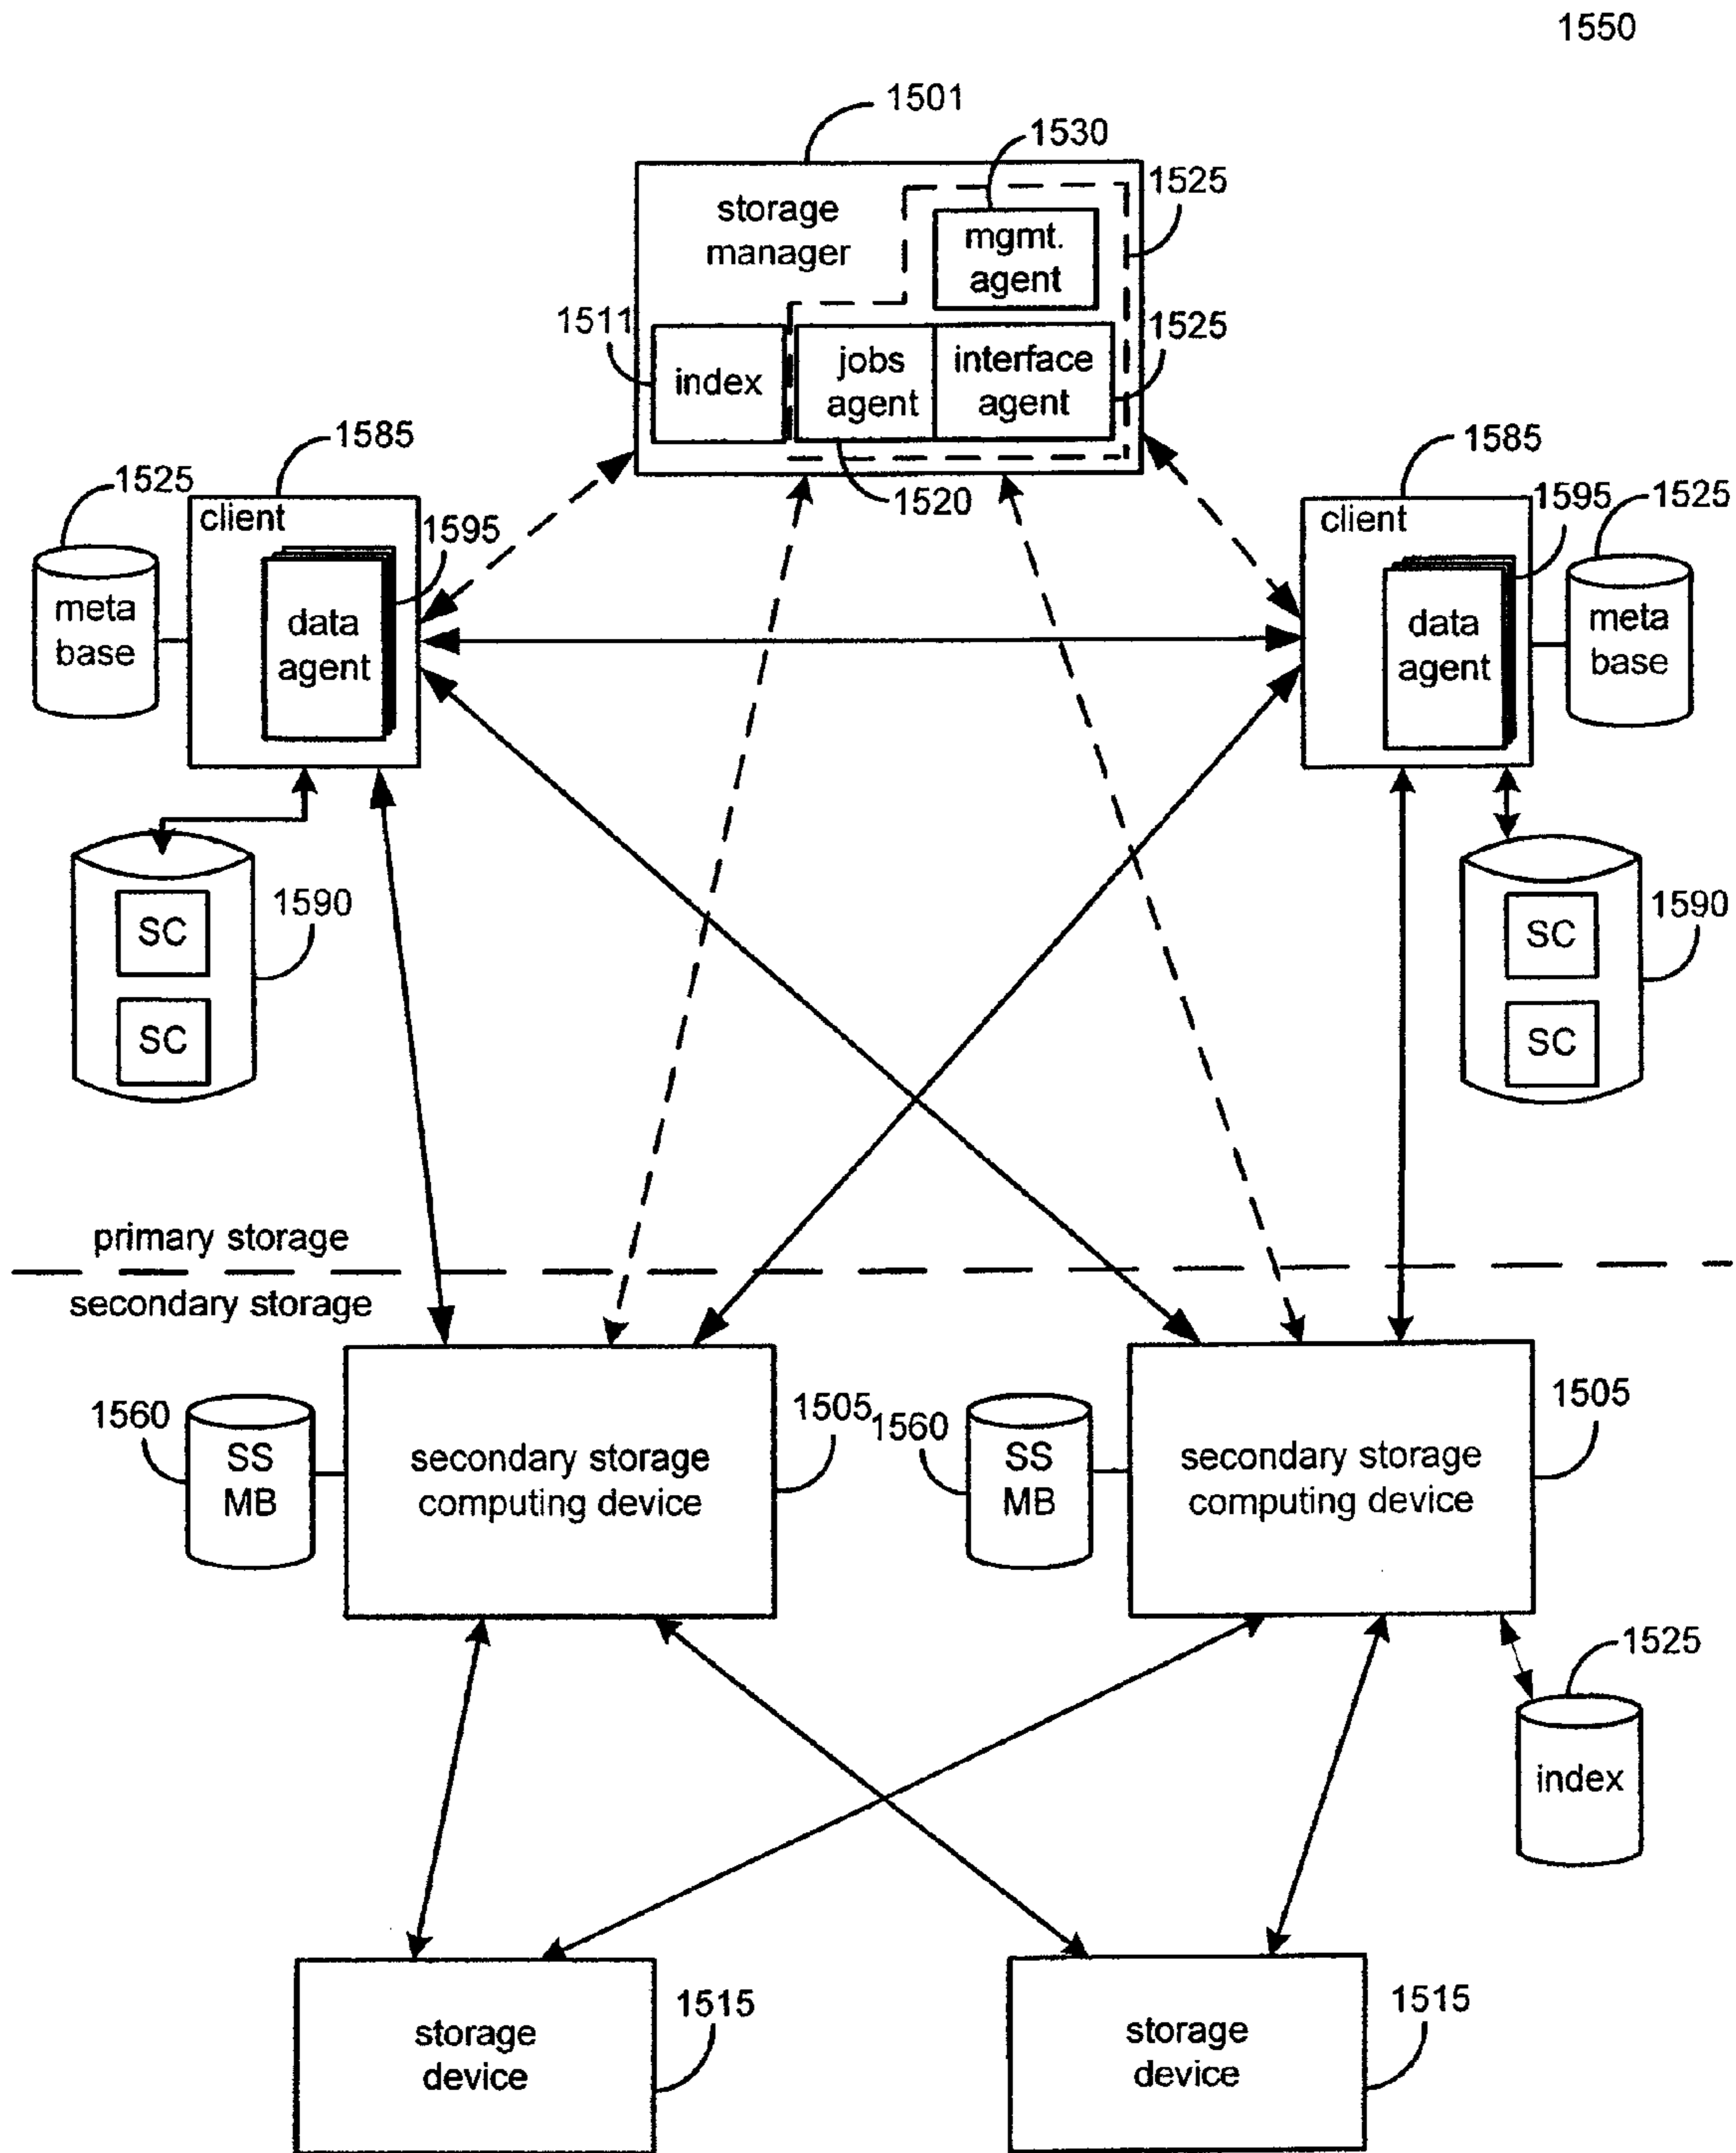 1550
1501
1530
1525
storage
manager
mgmt.
agent
1511
index
jobs
agent
interface
agent
1525
1520
1585
1525
client
1595
data
agent
meta
base
1585
1595
1525
client
data
agent
meta
base
1590
SC
SC
1590
SC
SC
primary storage
secondary storage
1560
SS
MB
secondary storage
computing device
1505
1560
SS
MB
secondary storage
computing device
1505
1525
index
storage
device
1515
storage
device
1515